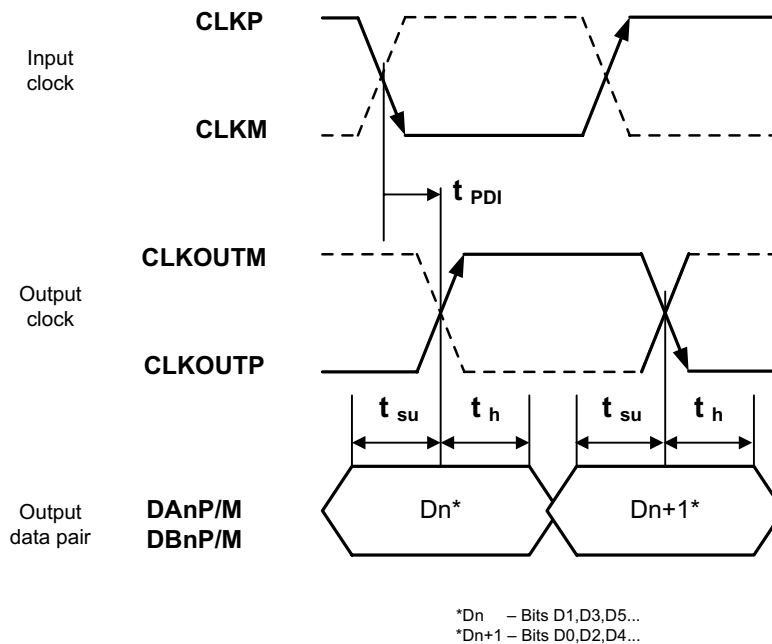 CLKP
Input
clock
CLKM
t PDI
CLKOUTM
Output
clock
CLKOUTP
t su t h t su t h
Output
data pair
DAnP/M
DBnP/M
Dn* Dn+1*
*Dn – Bits D1,D3,D5...
*Dn+1 – Bits D0,D2,D4...